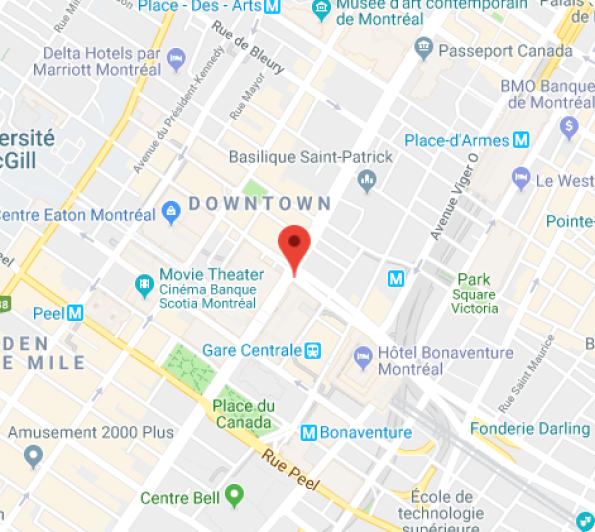 Place - Des - Arts M
Musée d'art contemporain
de Montréal
Palais
Rue de Bleury
Delta Hotels par
Marriott Montréal
Passeport Canada
BMO Banque
de Montréal
Rue Mayor
Avenue du Président-Kennedy
ersité
cGill
Place-d'Armes M
Basilique Saint-Patrick
Avenue Viger O
Le West
DOWNTOWN
Centre Eaton Montréal
Pointe-
Peel
Movie Theater
Cinéma Banque
Scotia Montréal
M
Park
Square
Victoria
Peel M
DEN
E MILE
Gare Centrale
Hôtel Bonaventure
Montréal
Rue Saint Maurice
Place du
Canada
Amusement 2000 Plus
M Bonaventure
Fonderie Darling
Rue Peel
Centre Bell
École de
technologie
supérieure